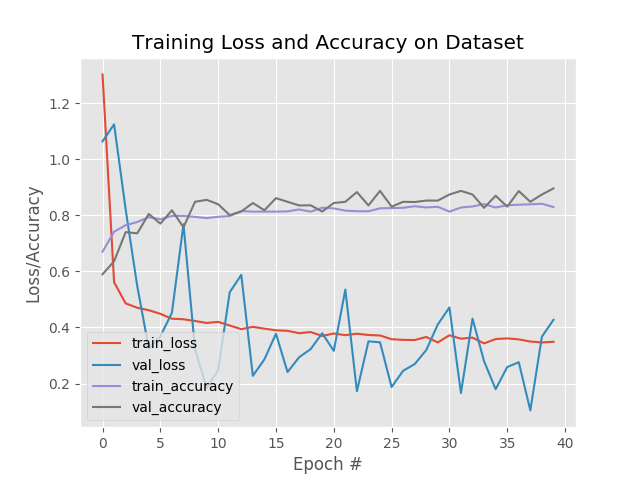 Training Loss and Accuracy on Dataset
Loss/Accuracy
1.2
1.0
0.8
0.6
0.4
0.2
train_loss
val_loss
train_accuracy
val_accuracy
0 5 10 15 20 25 30 35 40
Epoch #